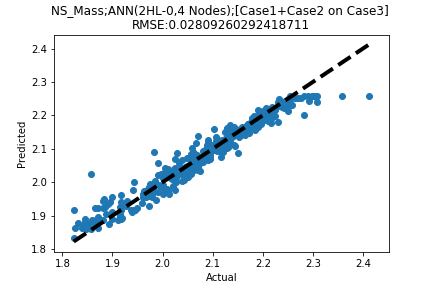 NS_Mass;ANN(2HL-0,4 Nodes);[Case1+Case2 on Case3]
RMSE:0.02809260292418711
2.4
2.3
2.2
2.1
2.0
1.9
1.8
Predicted
1.8 1.9 2.0 2.1 2.2 2.3 2.4
Actual